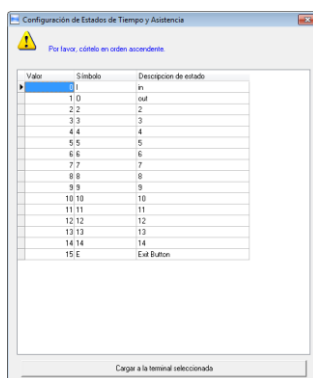 Configuración de Estados de Tiempo y Asistencia
Por favor, córtelo en orden ascendente.
Valor Símbolo Descripcion de estado
0 I in
1 O out
2 2 2
3 3 3
4 4 4
5 5 5
6 6 6
7 7 7
8 8 8
9 9 9
10 10 10
11 11 11
12 12 12
13 13 13
14 14 14
15 E Exit Button
Cargar a la terminal seleccionada